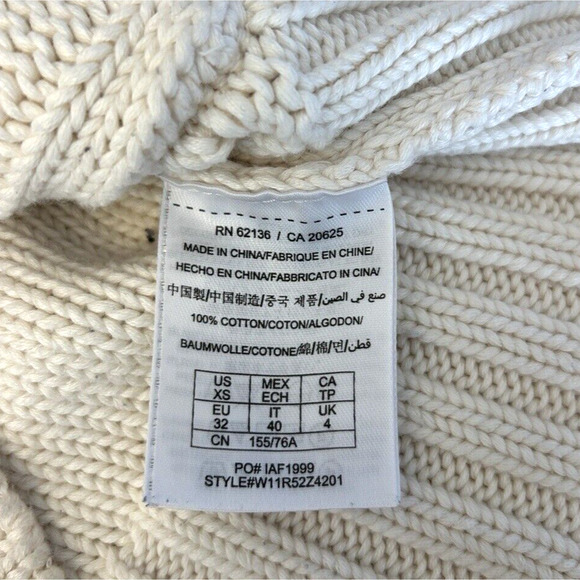 RN 62136 / CA 20625
MADE IN CHINA/FABRIQUE EN CHINE/
HECHO EN CHINA/FABBRICATO IN CINA/
中国製/中国制造/중국 제품/صنع في الصين/
100% COTTON/COTON/ALGODON/
BAUMWOLLE/COTONE/綿/棉/면/قطن/
US MEX CA
XS ECH TP
EU IT UK
32 40 4
CN 155/76A
PO# IAF1999
STYLE#W11R52Z4201